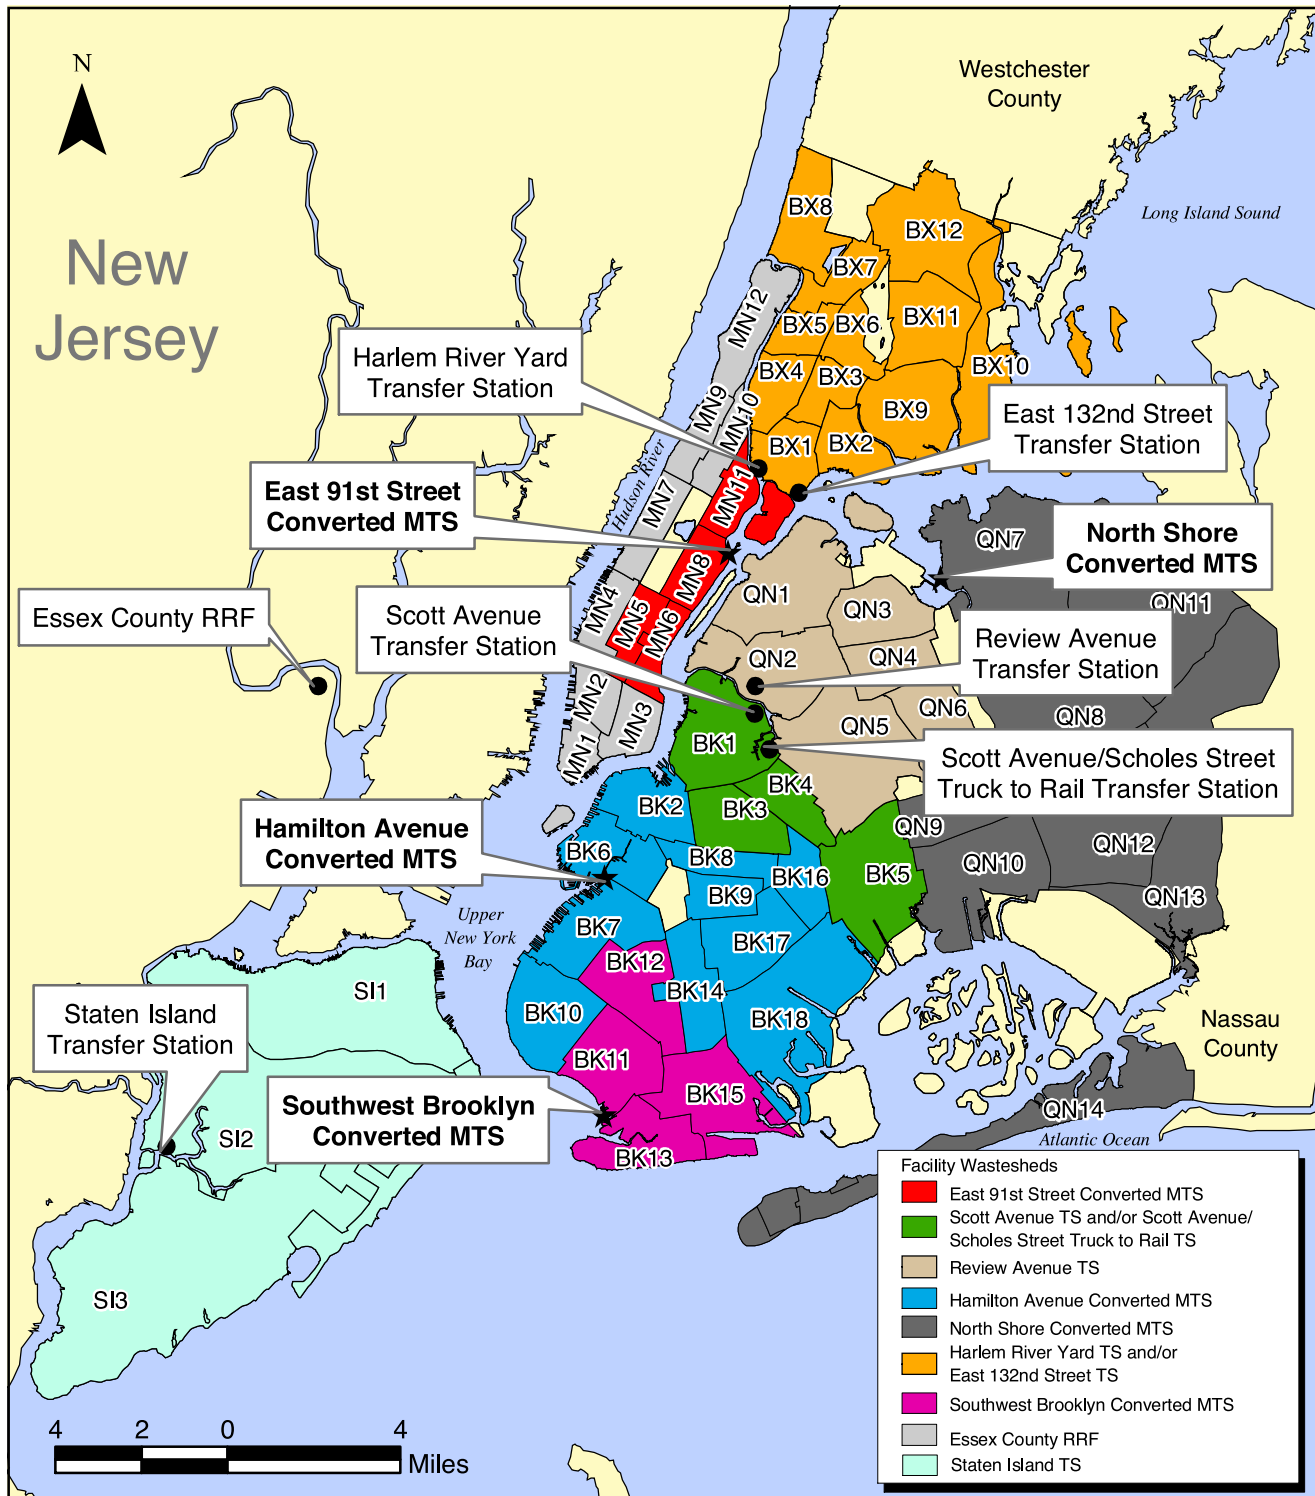 N
Westchester
County
Long Island Sound
New
Jersey
BX8
BX12
BX7
MN12
BX5
BX6
BX11
Harlem River Yard
Transfer Station
BX4
BX3
BX10
MN9
MN10
BX9
East 132nd Street
Transfer Station
BX1
BX2
Hudson River
MN7
MN11
East 91st Street
Converted MTS
North Shore
Converted MTS
QN7
MN8
MN4
QN1
QN3
QN11
Essex County RRF
Scott Avenue
Transfer Station
MN5
MN6
Review Avenue
Transfer Station
QN2
QN4
MN2
MN3
QN6
QN8
QN5
MN1
BK1
Scott Avenue/Scholes Street
Truck to Rail Transfer Station
BK4
BK2
BK3
Hamilton Avenue
Converted MTS
QN9
BK6
BK8
BK16
BK5
QN10
QN12
BK9
QN13
Upper
New York
Bay
BK7
BK17
BK12
SI1
BK14
BK10
BK18
Staten Island
Transfer Station
Nassau
County
BK11
BK15
Southwest Brooklyn
Converted MTS
QN14
SI2
Atlantic Ocean
BK13
SI3
Facility Wastesheds
East 91st Street Converted MTS
Scott Avenue TS and/or Scott Avenue/
Scholes Street Truck to Rail TS
Review Avenue TS
Hamilton Avenue Converted MTS
North Shore Converted MTS
Harlem River Yard TS and/or
East 132nd Street TS
Southwest Brooklyn Converted MTS
Essex County RRF
Staten Island TS
4 2 0 4
Miles